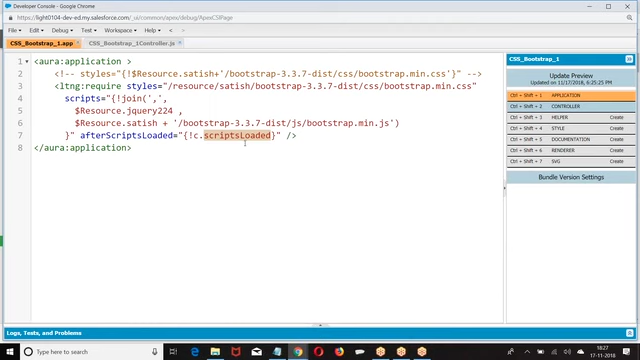 Developer Console - Google Chrome
https://light0104-dev-ed.my.salesforce.com/_ui/common/apex/debug/ApexCSIPage
File Edit Debug Test Workspace Help < >
CSS_Bootstrap_1.app CSS_Bootstrap_1Controller.js
1 <aura:application >
2 <!-- styles="{!$Resource.satish+'/bootstrap-3.3.7-dist/css/bootstrap.min.css'}" -->
3 <ltng:require styles="/resource/satish/bootstrap-3.3.7-dist/css/bootstrap.min.css"
4 scripts="{!join(',',
5 $Resource.jquery224 ,
6 $Resource.satish + '/bootstrap-3.3.7-dist/js/bootstrap.min.js')
7 }" afterScriptsLoaded="{!c.scriptsLoaded}" />
8 </aura:application>
CSS_Bootstrap_1
Update Preview
Updated on 11/17/2018, 6:25:25 PM
Ctrl + Shift + 1 APPLICATION
Ctrl + Shift + 2 CONTROLLER
Ctrl + Shift + 3 HELPER Create
Ctrl + Shift + 4 STYLE Create
Ctrl + Shift + 5 DOCUMENTATION Create
Ctrl + Shift + 6 RENDERER Create
Ctrl + Shift + 7 SVG Create
Bundle Version Settings
Logs, Tests, and Problems
Type here to search
18:27
17-11-2018